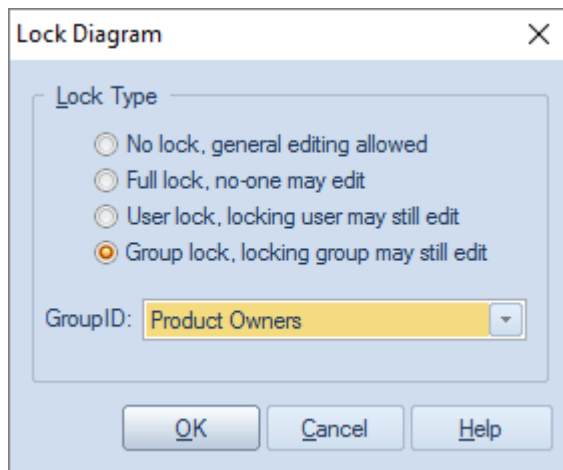 Lock Diagram
Lock Type
No lock, general editing allowed
Full lock, no-one may edit
User lock, locking user may still edit
Group lock, locking group may still edit
GroupID: Product Owners
OK Cancel Help